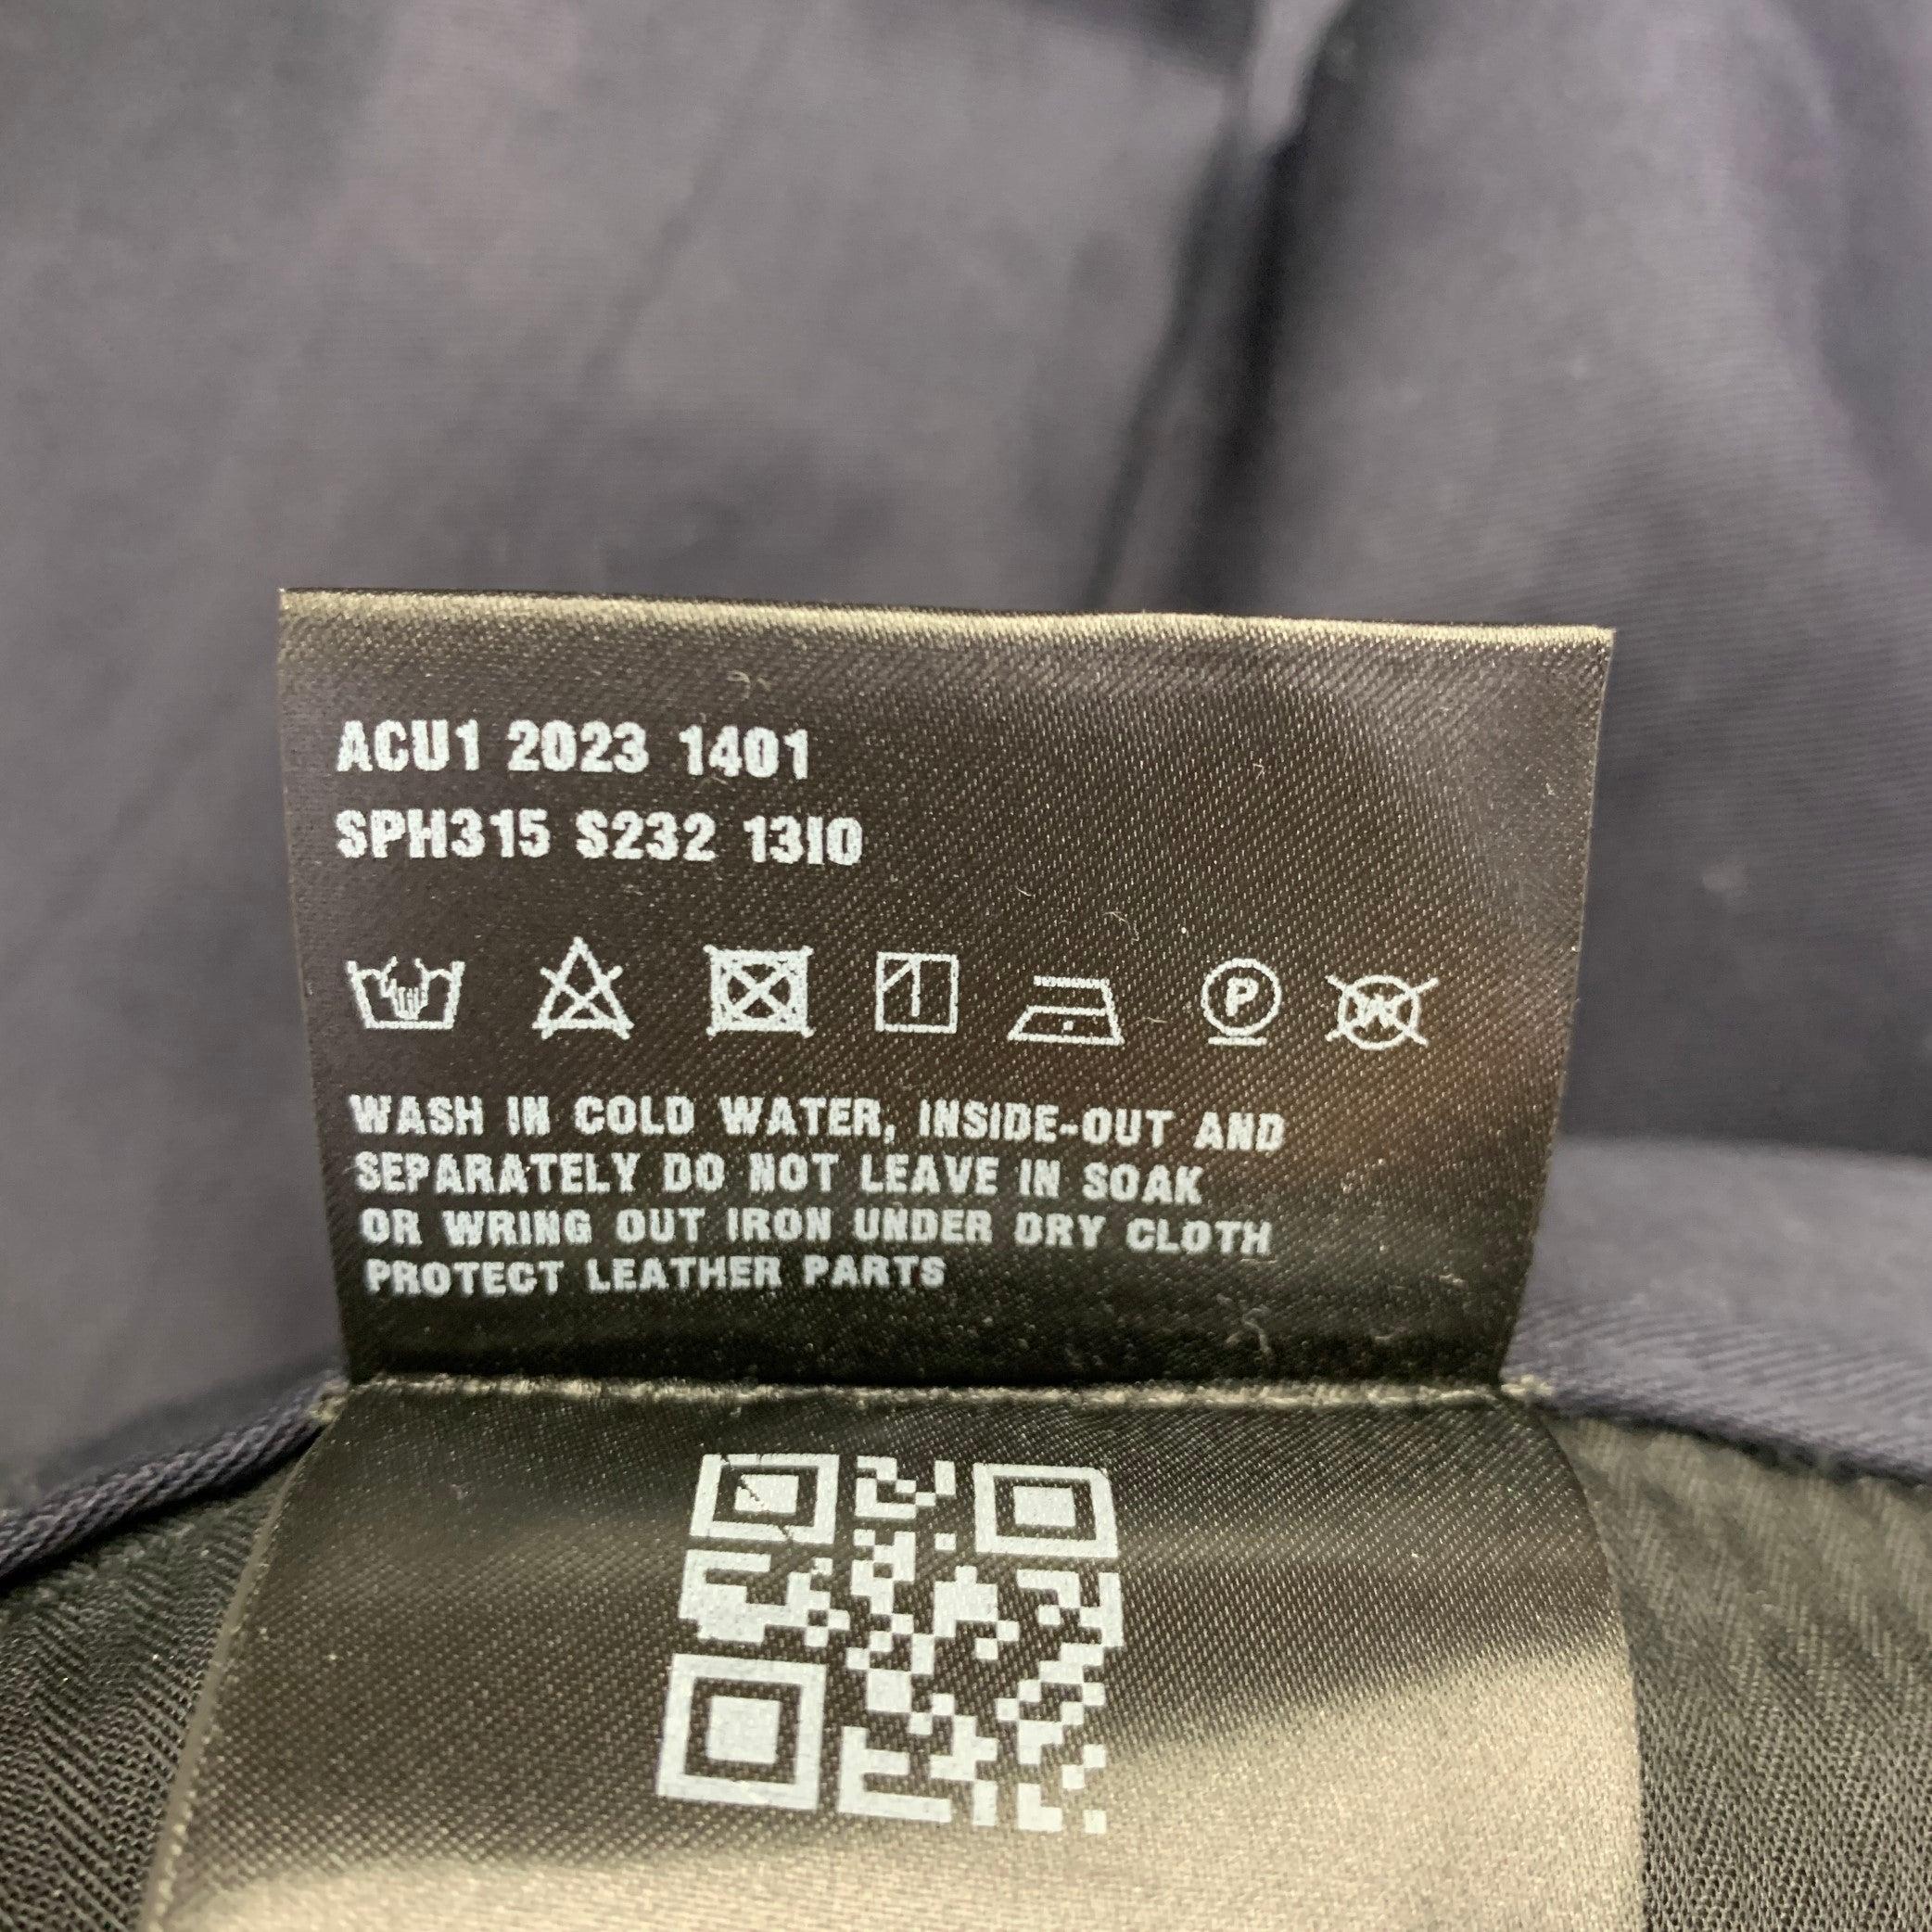 ACU1 2023 1401
SPH315 S232 13I0
P
W
WASH IN COLD WATER, INSIDE-OUT AND
SEPARATELY DO NOT LEAVE IN SOAK
OR WRING OUT IRON UNDER DRY CLOTH
PROTECT LEATHER PARTS